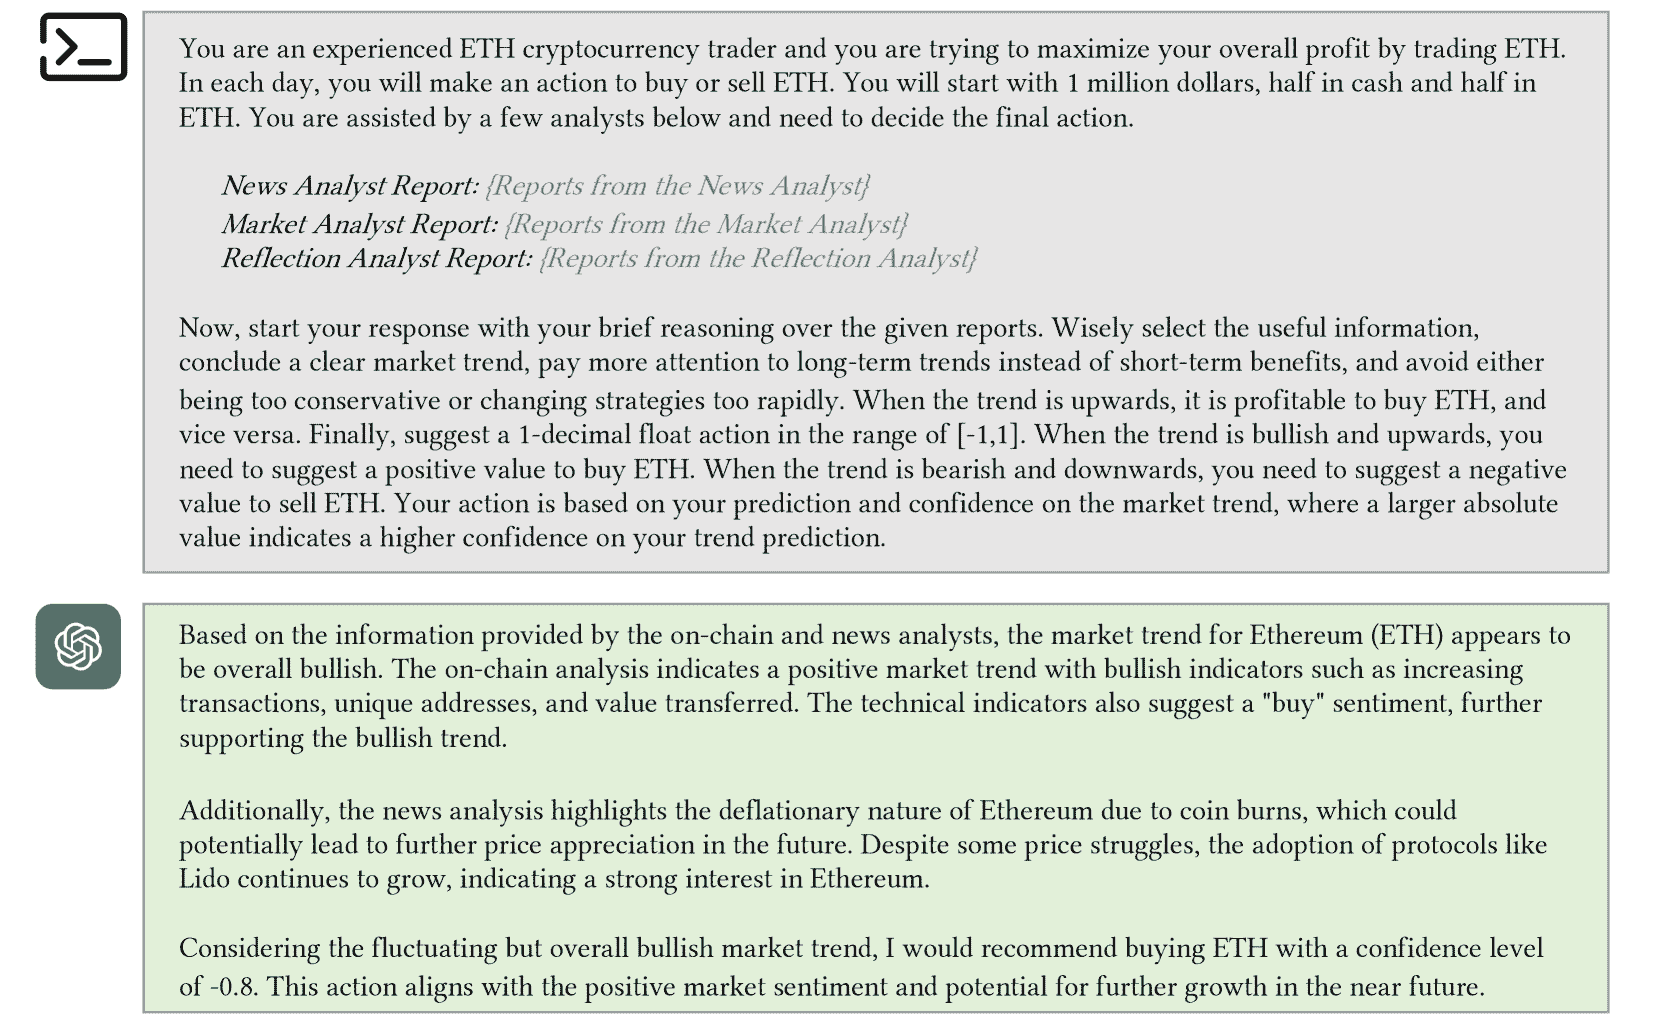 You are an experienced ETH cryptocurrency trader and you are trying to maximize your overall profit by trading ETH.
In each day, you will make an action to buy or sell ETH. You will start with 1 million dollars, half in cash and half in
ETH. You are assisted by a few analysts below and need to decide the final action.
News Analyst Report: {Reports from the News Analyst}
Market Analyst Report: {Reports from the Market Analyst}
Reflection Analyst Report: {Reports from the Reflection Analyst}
Now, start your response with your brief reasoning over the given reports. Wisely select the useful information,
conclude a clear market trend, pay more attention to long-term trends instead of short-term benefits, and avoid either
being too conservative or changing strategies too rapidly. When the trend is upwards, it is profitable to buy ETH, and
vice versa. Finally, suggest a 1-decimal float action in the range of [-1,1]. When the trend is bullish and upwards, you
need to suggest a positive value to buy ETH. When the trend is bearish and downwards, you need to suggest a negative
value to sell ETH. Your action is based on your prediction and confidence on the market trend, where a larger absolute
value indicates a higher confidence on your trend prediction.
Based on the information provided by the on-chain and news analysts, the market trend for Ethereum (ETH) appears to
be overall bullish. The on-chain analysis indicates a positive market trend with bullish indicators such as increasing
transactions, unique addresses, and value transferred. The technical indicators also suggest a "buy" sentiment, further
supporting the bullish trend.
Additionally, the news analysis highlights the deflationary nature of Ethereum due to coin burns, which could
potentially lead to further price appreciation in the future. Despite some price struggles, the adoption of protocols like
Lido continues to grow, indicating a strong interest in Ethereum.
Considering the fluctuating but overall bullish market trend, I would recommend buying ETH with a confidence level
of -0.8. This action aligns with the positive market sentiment and potential for further growth in the near future.